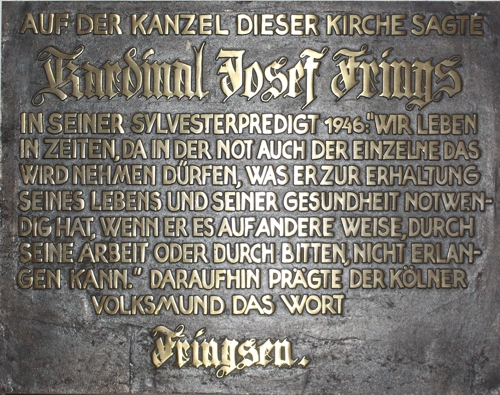 AUF DER KANZEL DIESER KIRCHE SAGTE
Kardinal Josef Frings
IN SEINER SYLVESTERPREDIGT 1946: "WIR LEBEN
IN ZEITEN, DA IN DER NOT AUCH DER EINZELNE DAS
WIRD NEHMEN DÜRFEN, WAS ER ZUR ERHALTUNG
SEINES LEBENS UND SEINER GESUNDHEIT NOTWEN-
DIG HAT, WENN ER ES AUF ANDERE WEISE, DURCH
SEINE ARBEIT ODER DURCH BITTEN, NICHT ERLAN-
GEN KANN." DARAUFHIN PRÄGTE DER KÖLNER
VOLKSMUND DAS WORT
Fringsen.